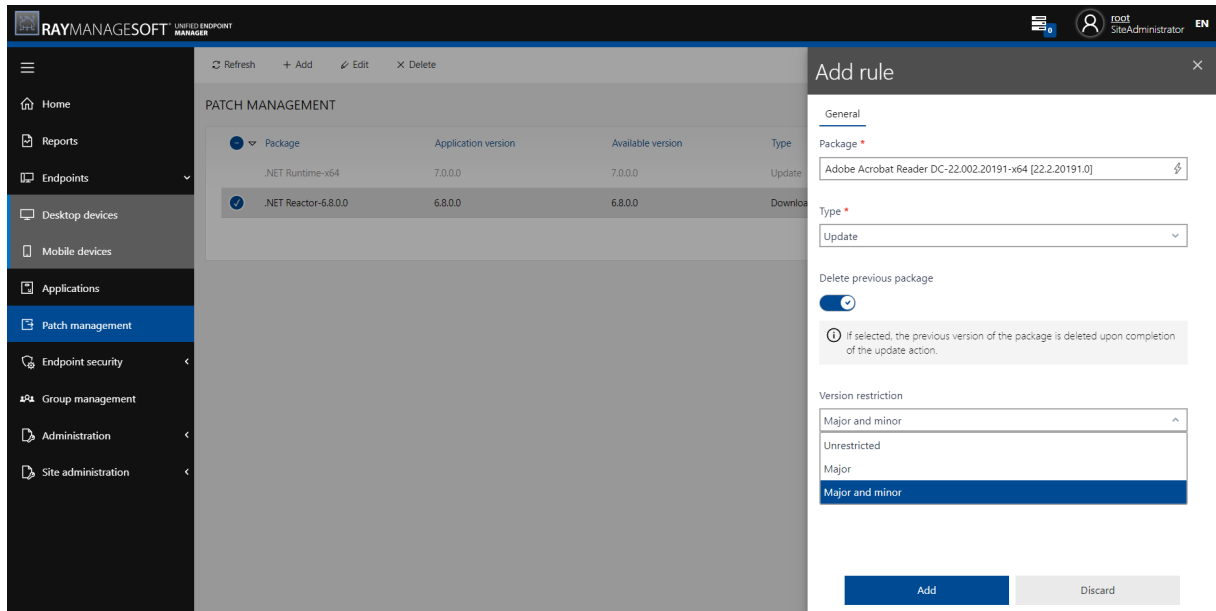 RAYMANAGESOFT UNIFIED ENDPOINT MANAGER
0
root
SiteAdministrator
EN
Refresh
Add
Edit
Delete
Home
Reports
Endpoints
Desktop devices
Mobile devices
Applications
Patch management
Endpoint security
Group management
Administration
Site administration
PATCH MANAGEMENT
Package Application version Available version Type
.NET Runtime-x64 7.0.0.0 7.0.0.0 Update
.NET Reactor-6.8.0.0 6.8.0.0 6.8.0.0 Downloa
Add rule
General
Package *
Adobe Acrobat Reader DC-22.002.20191-x64 [22.2.20191.0]
Type *
Update
Delete previous package
If selected, the previous version of the package is deleted upon completion
of the update action.
Version restriction
Major and minor
Unrestricted
Major
Major and minor
Add
Discard